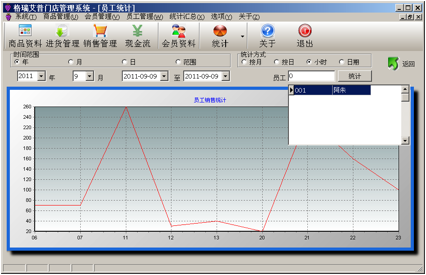 格瑞艾普门店管理系统 - [员工统计]
系统(T) 商品管理(U) 会员管理(V) 员工管理(W) 统计汇总(X) 选项(Y) 关于(Z)
商品资料 进货管理 销售管理 现金流 会员资料 统计 关于 退出
时间范围
年 月 日 范围
统计方式
按月 按日 小时 日期
返回
2011 年 9 月 2011-09-09 至 2011-09-09
员工 0 统计
001 阿未
员工销售统计
260
240
220
200
180
160
140
120
100
80
60
40
20
06 07 11 12 13 20 21 22 23